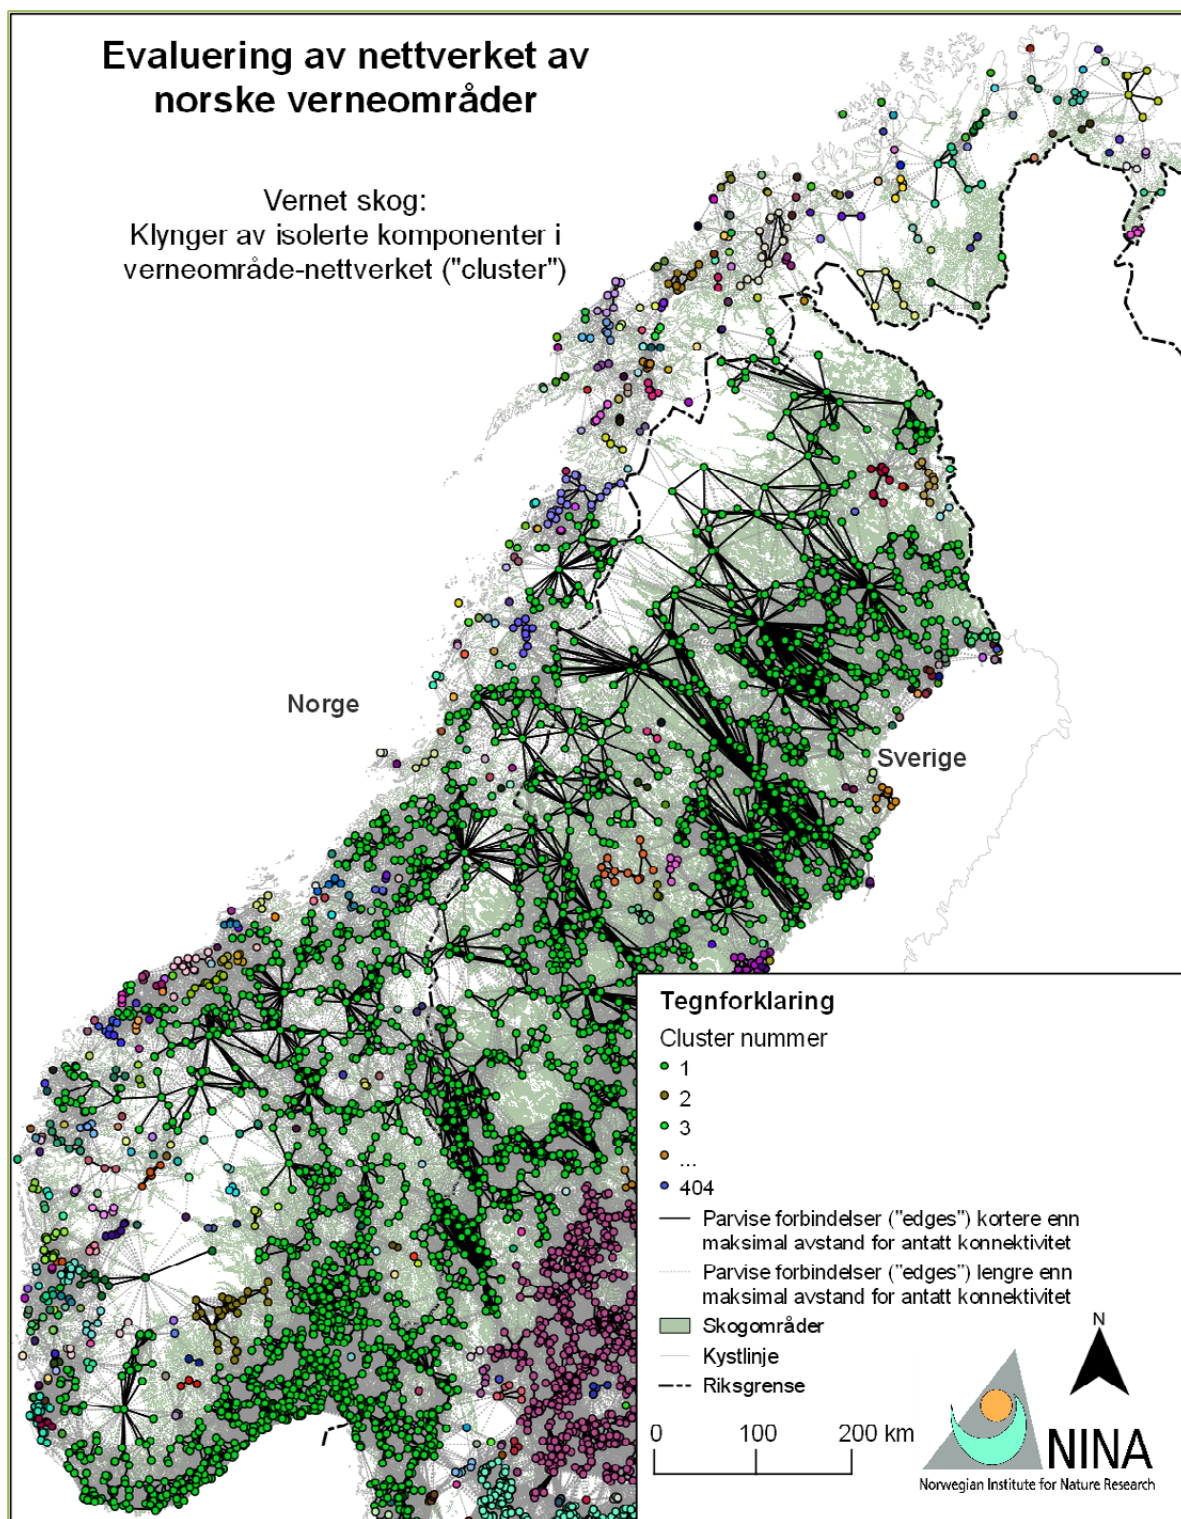 Evaluering av nettverket av
norske verneområder
Vernet skog:
Klynger av isolerte komponenter i
verneområde-nettverket ("cluster")
Norge
Sverige
Tegnforklaring
Cluster nummer
1
2
3
...
404
Parvise forbindelser ("edges") kortere enn
maksimal avstand for antatt konnektivitet
Parvise forbindelser ("edges") lengre enn
maksimal avstand for antatt konnektivitet
Skogområder
Kystlinje
Riksgrense
0 100 200 km
N
NINA
Norwegian Institute for Nature Research